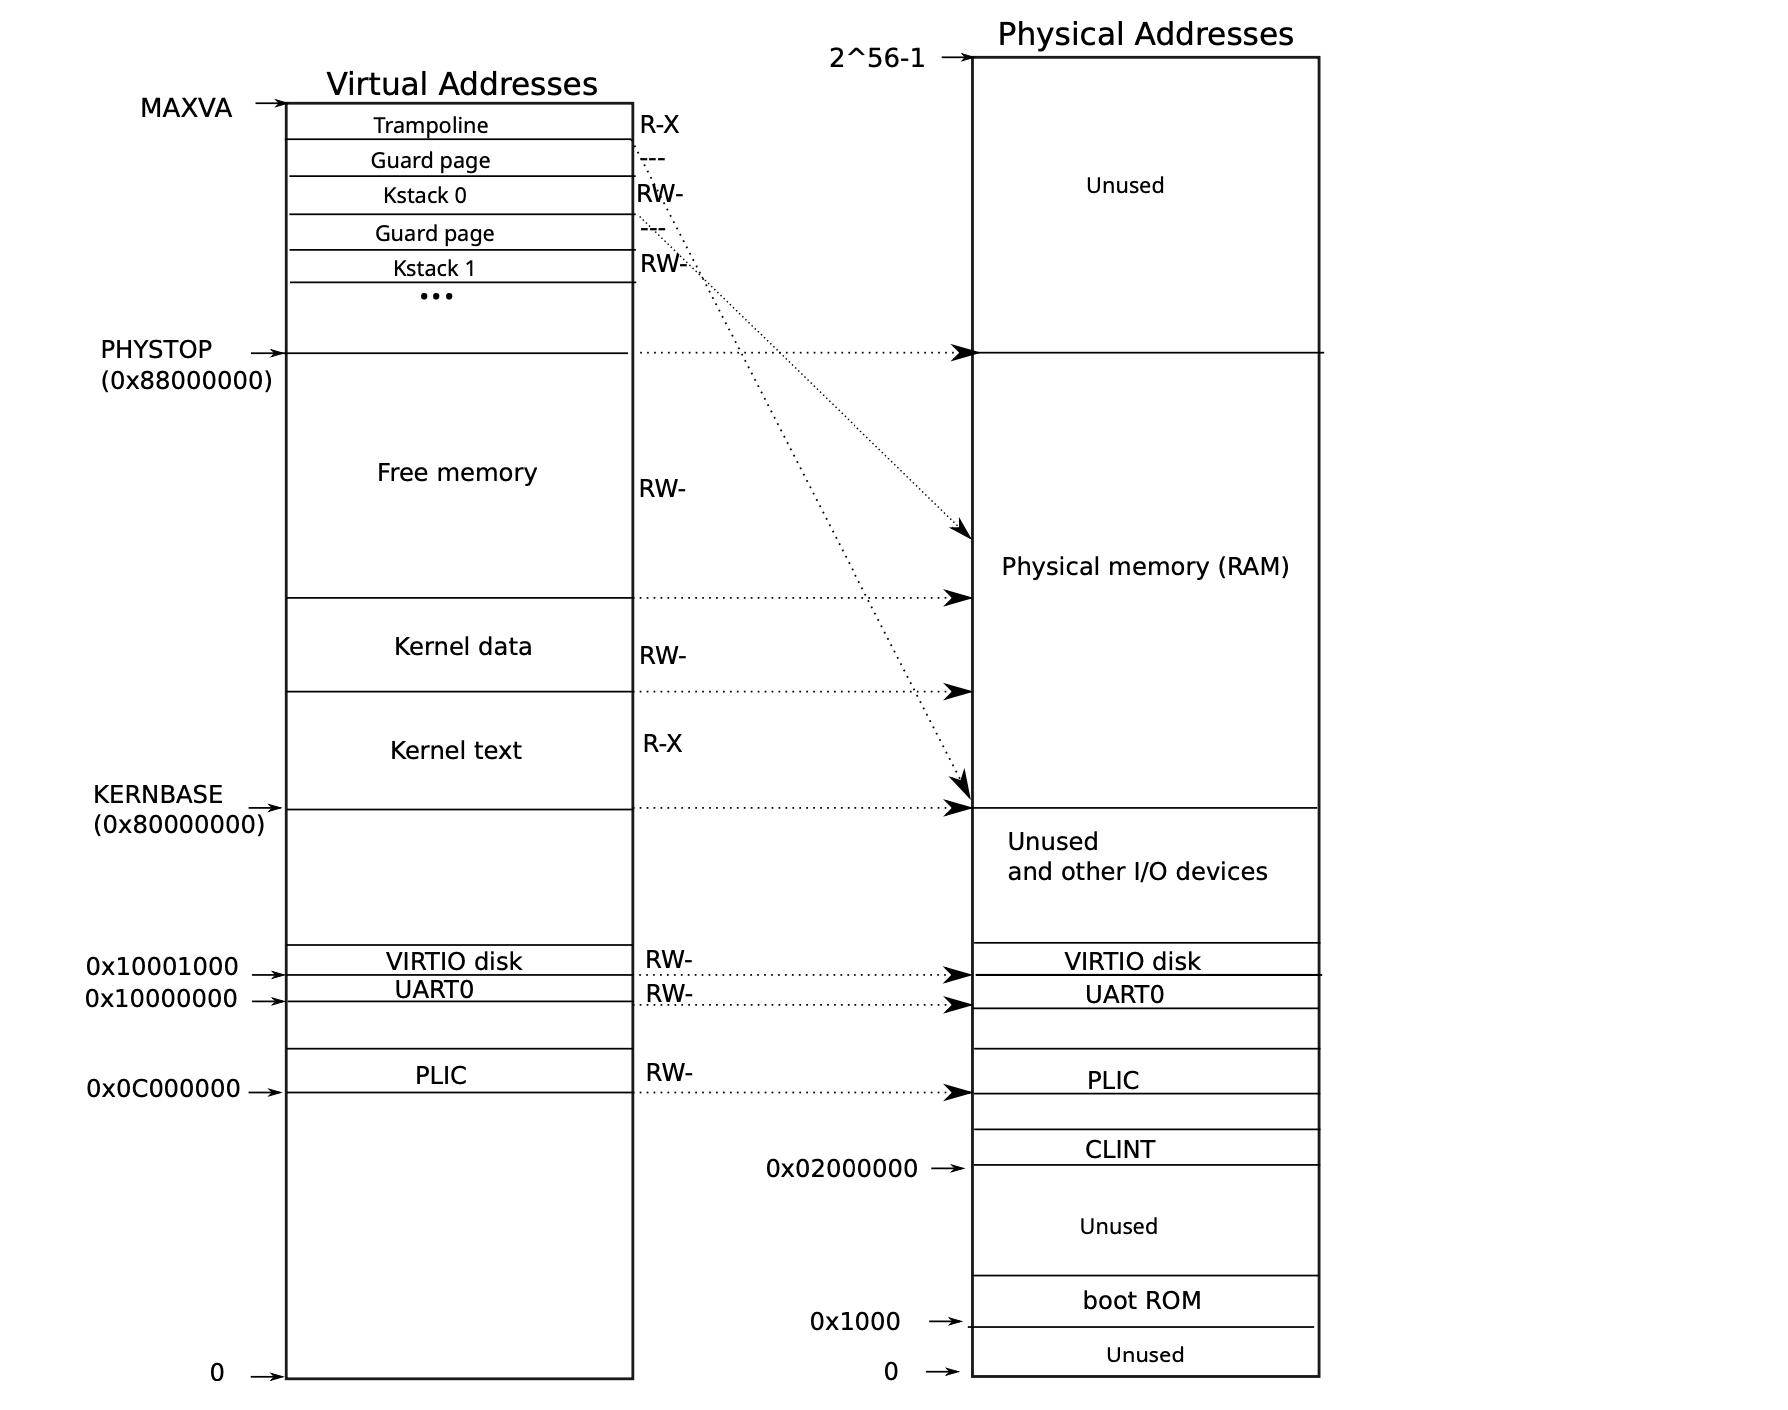 Physical Addresses
2^56-1
Virtual Addresses
MAXVA
Trampoline
R-X
Guard page
---
Unused
Kstack 0
RW-
Guard page
---
Kstack 1
RW-
...
PHYSTOP
(0x88000000)
Free memory
RW-
Physical memory (RAM)
Kernel data
RW-
Kernel text
R-X
KERNBASE
(0x80000000)
Unused
and other I/O devices
0x10001000
VIRTIO disk
RW-
VIRTIO disk
0x10000000
UART0
RW-
UART0
PLIC
RW-
PLIC
0x0C000000
CLINT
0x02000000
Unused
boot ROM
0x1000
Unused
0
0